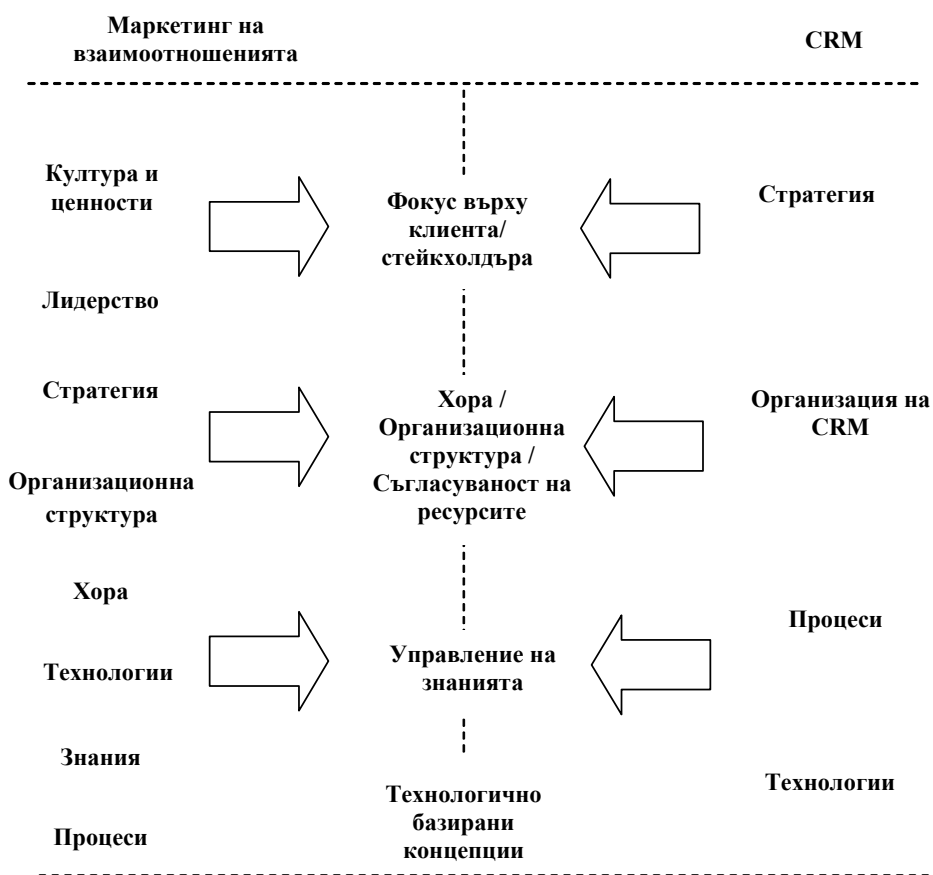 Маркетинг на
взаимоотношенията
CRM
Култура и
ценности
Лидерство
Стратегия
Организационна
структура
Хора
Технологии
Знания
Процеси
Фокус върху
клиента/
стейкхолдъра
Хора /
Организационна
структура /
Съгласуваност на
ресурсите
Управление на
знанията
Технологично
базирани
концепции
Стратегия
Организация на
CRM
Процеси
Технологии